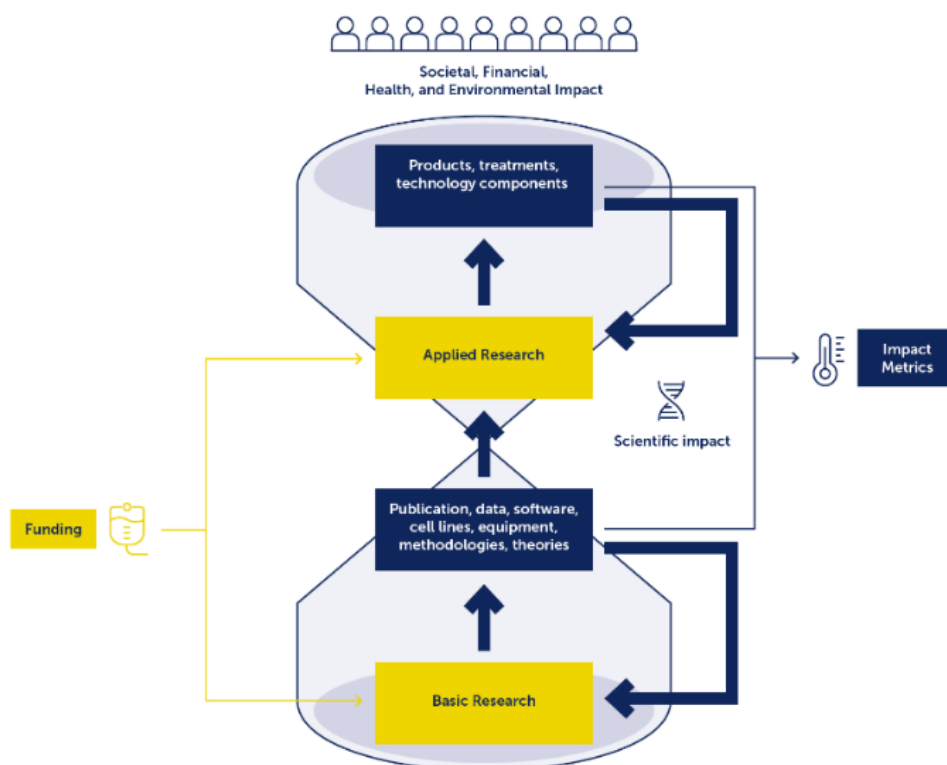 Societal, Financial,
Health, and Environmental Impact
Products, treatments,
technology components
Applied Research
Impact
Metrics
Scientific impact
Publication, data, software,
cell lines, equipment,
methodologies, theories
Funding
Basic Research